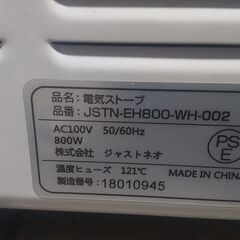 品名：電気ストーブ
品番：JSTN-EH800-WH-002
AC100V 50/60Hz
800W
株式会社 ジャストネオ
PS
E
温度ヒューズ 121℃
MADE IN CHINA
製造番号：18010945